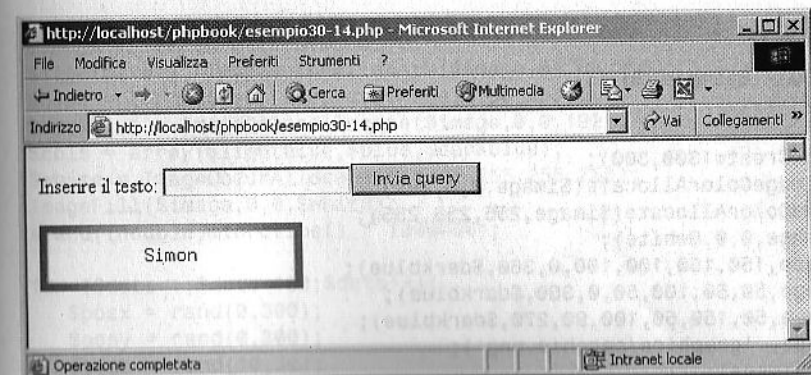 http://localhost/phpbook/esempio30-14.php - Microsoft Internet Explorer
File Modifica Visualizza Preferiti Strumenti ?
Indietro Cerca Preferiti Multimedia
Indirizzo http://localhost/phpbook/esempio30-14.php Vai Collegamenti »
Inserire il testo: Invia query
Simon
Operazione completata Intranet locale